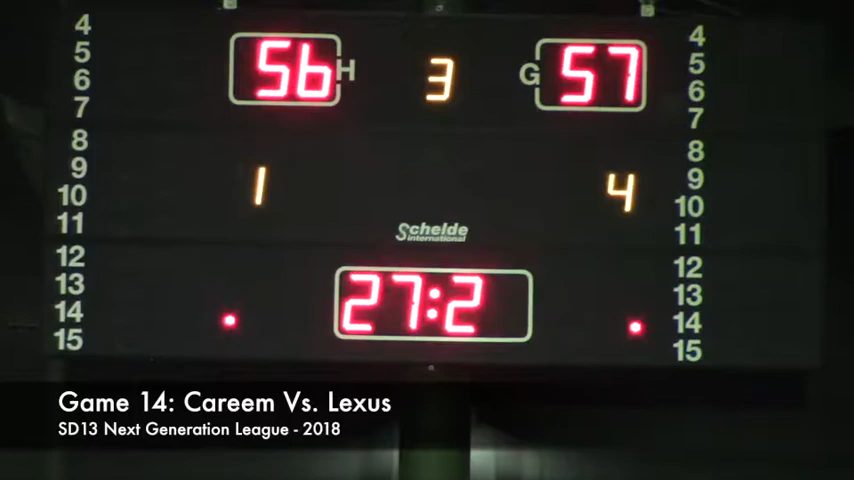 4 4
5 56 H 3 G 57 5
6 6
7 7
8 8
9 9
10 1 4 10
11 11
Schelde
international
12 12
13 13
14 27:2 14
15 15
Game 14: Careem Vs. Lexus
SD13 Next Generation League - 2018